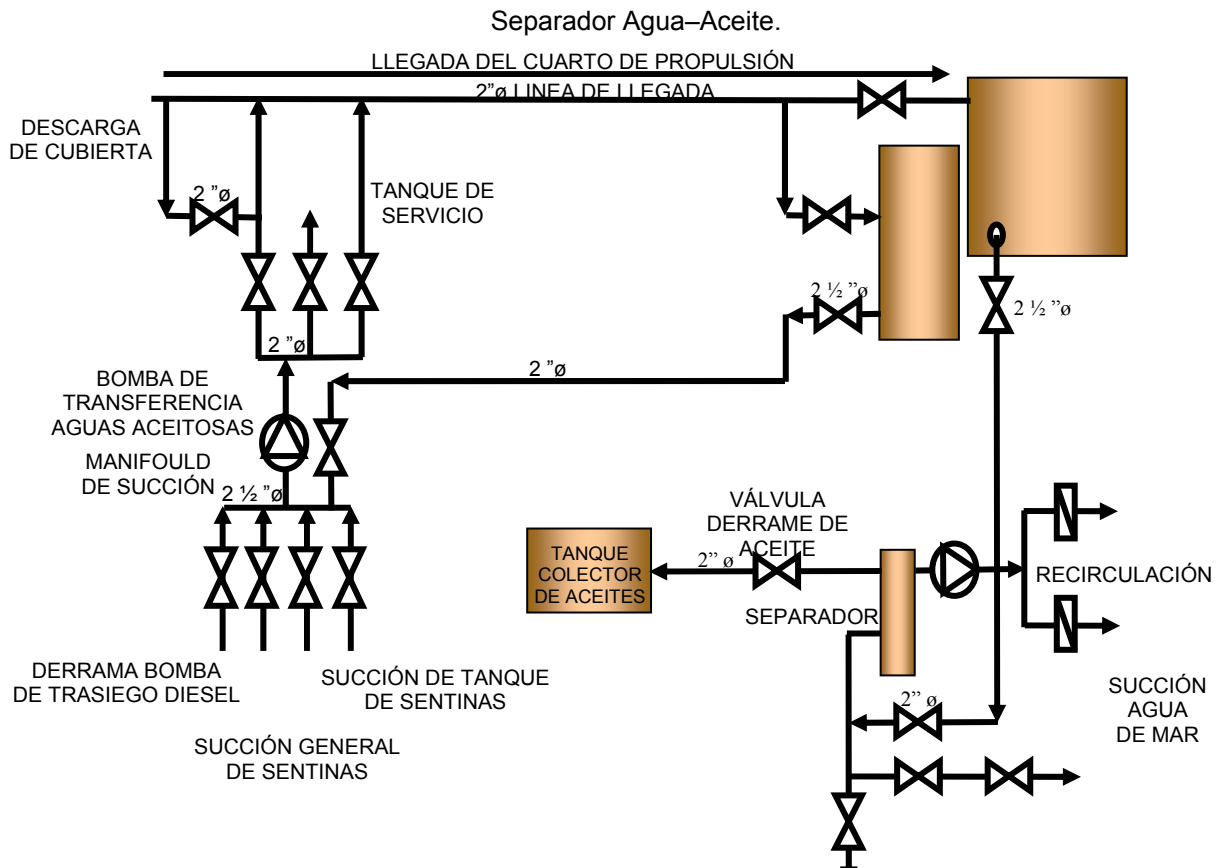 Separador Agua–Aceite.
LLEGADA DEL CUARTO DE PROPULSIÓN
2”ø LINEA DE LLEGADA
DESCARGA
DE CUBIERTA
2 ”ø
TANQUE DE
SERVICIO
2 ½ ”ø
2 ½ ”ø
2 ”ø
2 ”ø
BOMBA DE
TRANSFERENCIA
AGUAS ACEITOSAS
MANIFOULD
DE SUCCIÓN
2 ½ ”ø
VÁLVULA
DERRAME DE
ACEITE
TANQUE
COLECTOR
DE ACEITES
2” ø
RECIRCULACIÓN
SEPARADOR
DERRAMA BOMBA
DE TRASIEGO DIESEL
SUCCIÓN DE TANQUE
DE SENTINAS
SUCCIÓN GENERAL
DE SENTINAS
2” ø
SUCCIÓN
AGUA
DE MAR